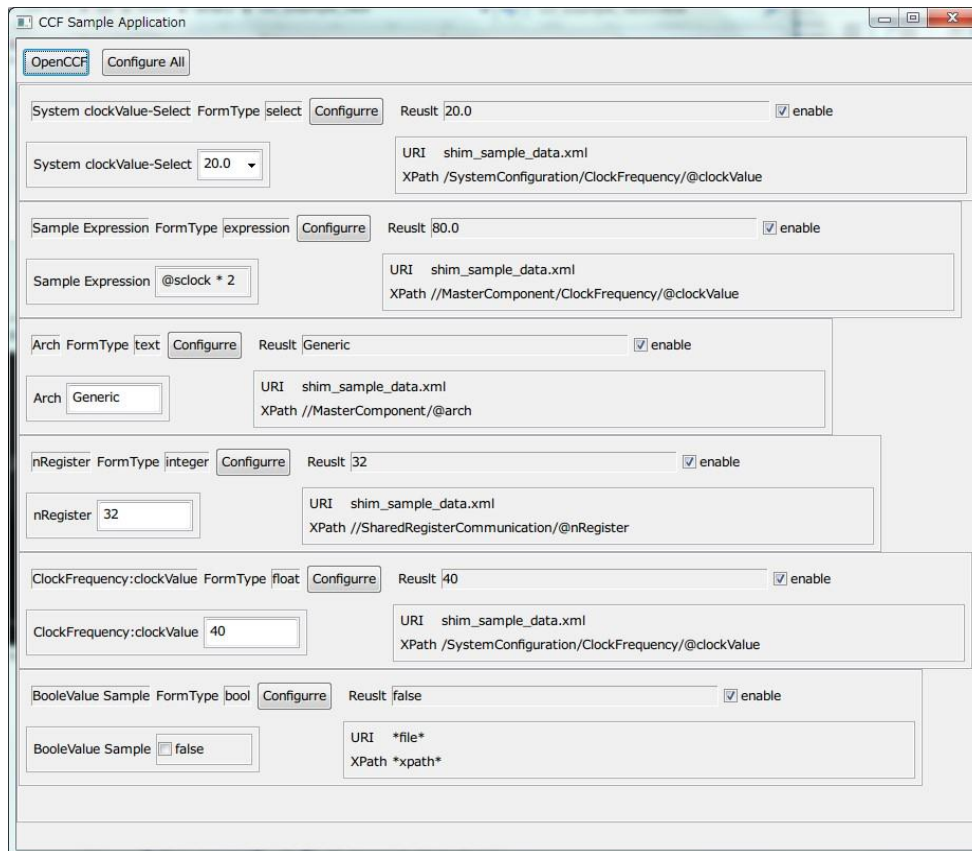 CCF Sample Application
OpenCCF Configure All
System clockValue-Select FormType select Configurre Reuslt 20.0 enable
System clockValue-Select 20.0
URI shim_sample_data.xml
XPath /SystemConfiguration/ClockFrequency/@clockValue
Sample Expression FormType expression Configurre Reuslt 80.0 enable
Sample Expression @sclock * 2
URI shim_sample_data.xml
XPath //MasterComponent/ClockFrequency/@clockValue
Arch FormType text Configurre Reuslt Generic enable
Arch Generic
URI shim_sample_data.xml
XPath //MasterComponent/@arch
nRegister FormType integer Configurre Reuslt 32 enable
nRegister 32
URI shim_sample_data.xml
XPath //SharedRegisterCommunication/@nRegister
ClockFrequency:clockValue FormType float Configurre Reuslt 40 enable
ClockFrequency:clockValue 40
URI shim_sample_data.xml
XPath /SystemConfiguration/ClockFrequency/@clockValue
BooleValue Sample FormType bool Configurre Reuslt false enable
BooleValue Sample false
URI *file*
XPath *xpath*